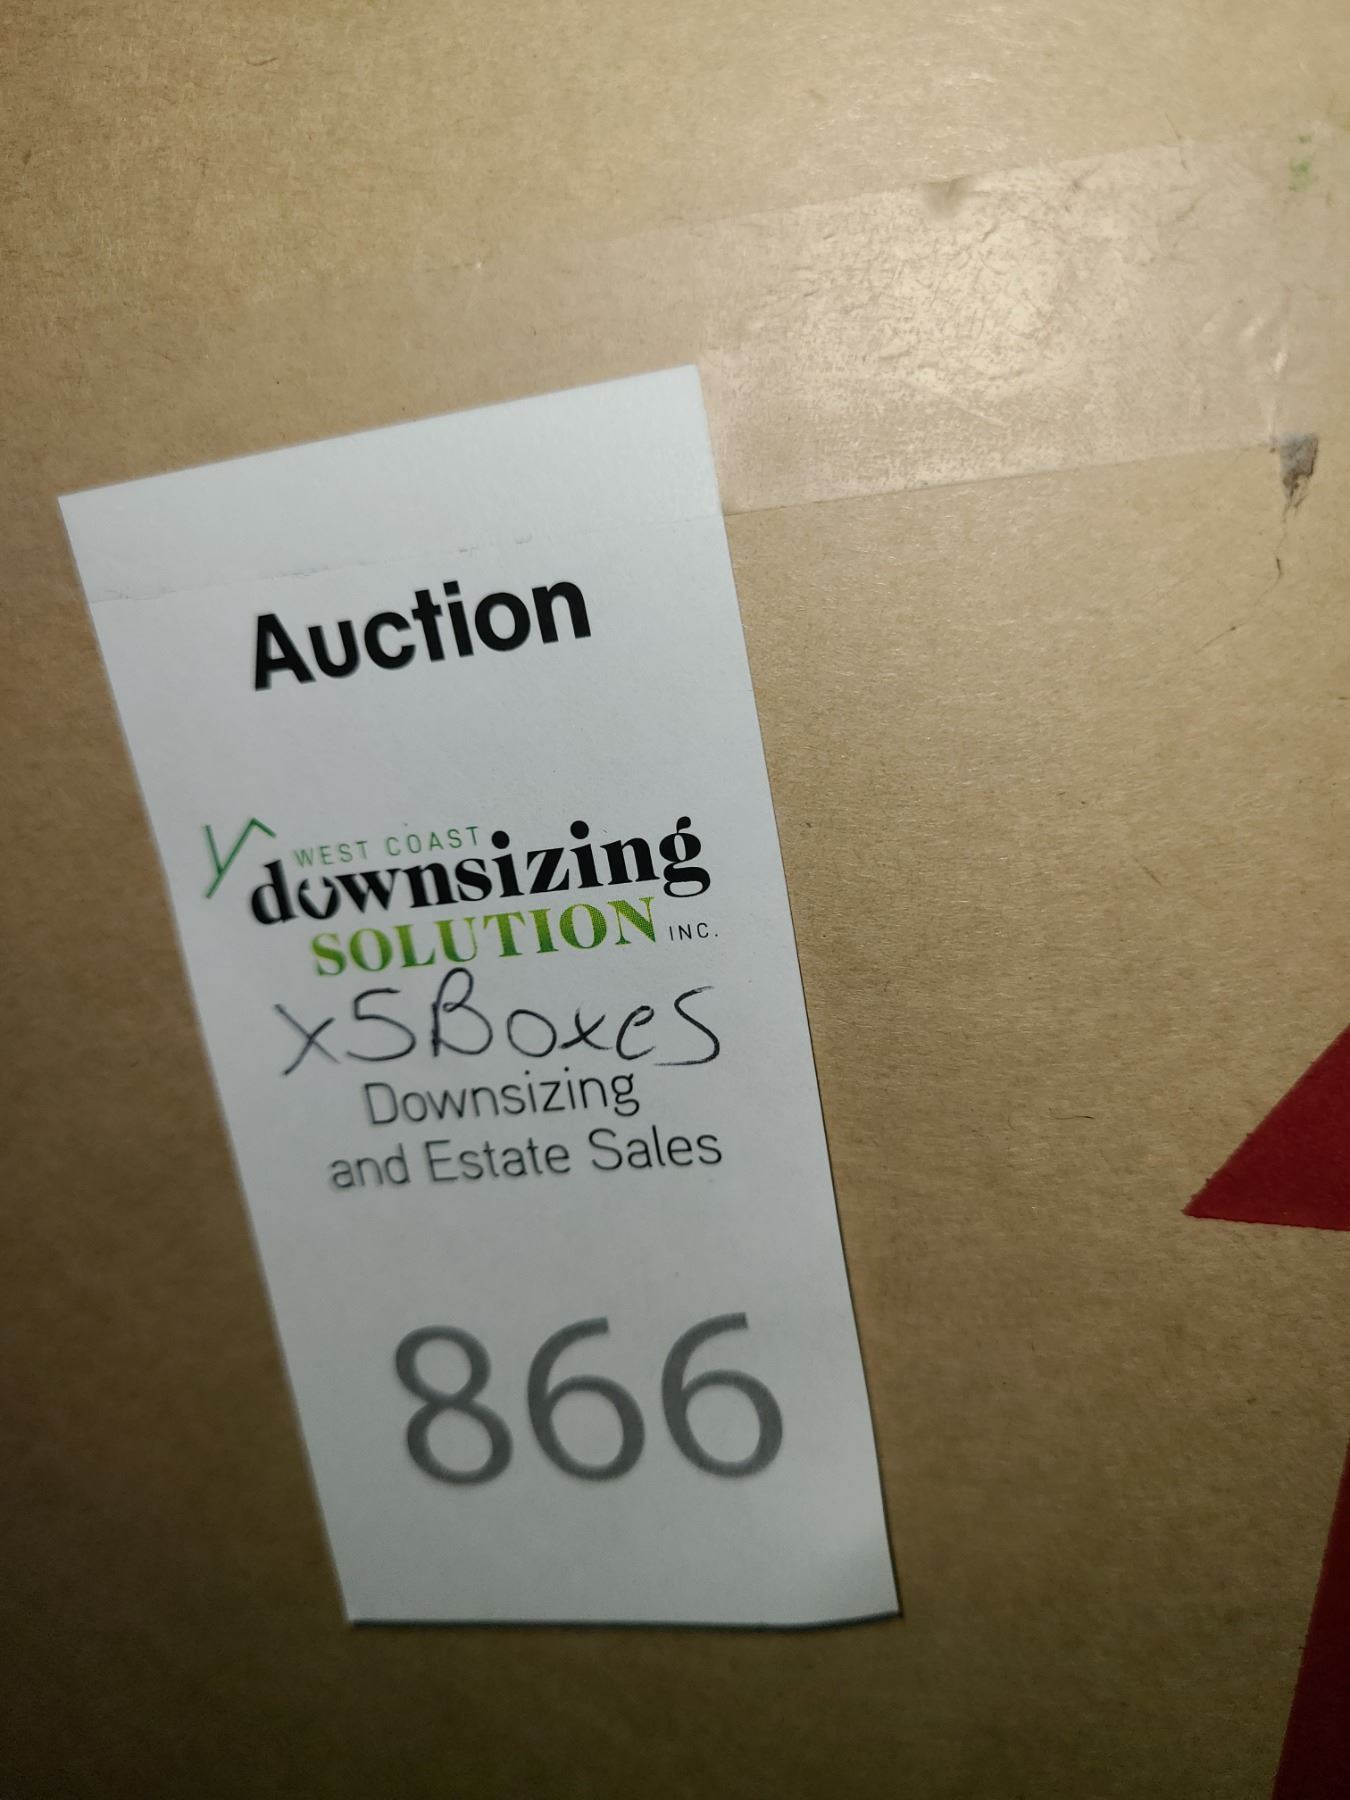 Auction
WEST COAST
downsizing
SOLUTION INC.
x5Boxes
Downsizing
and Estate Sales
866